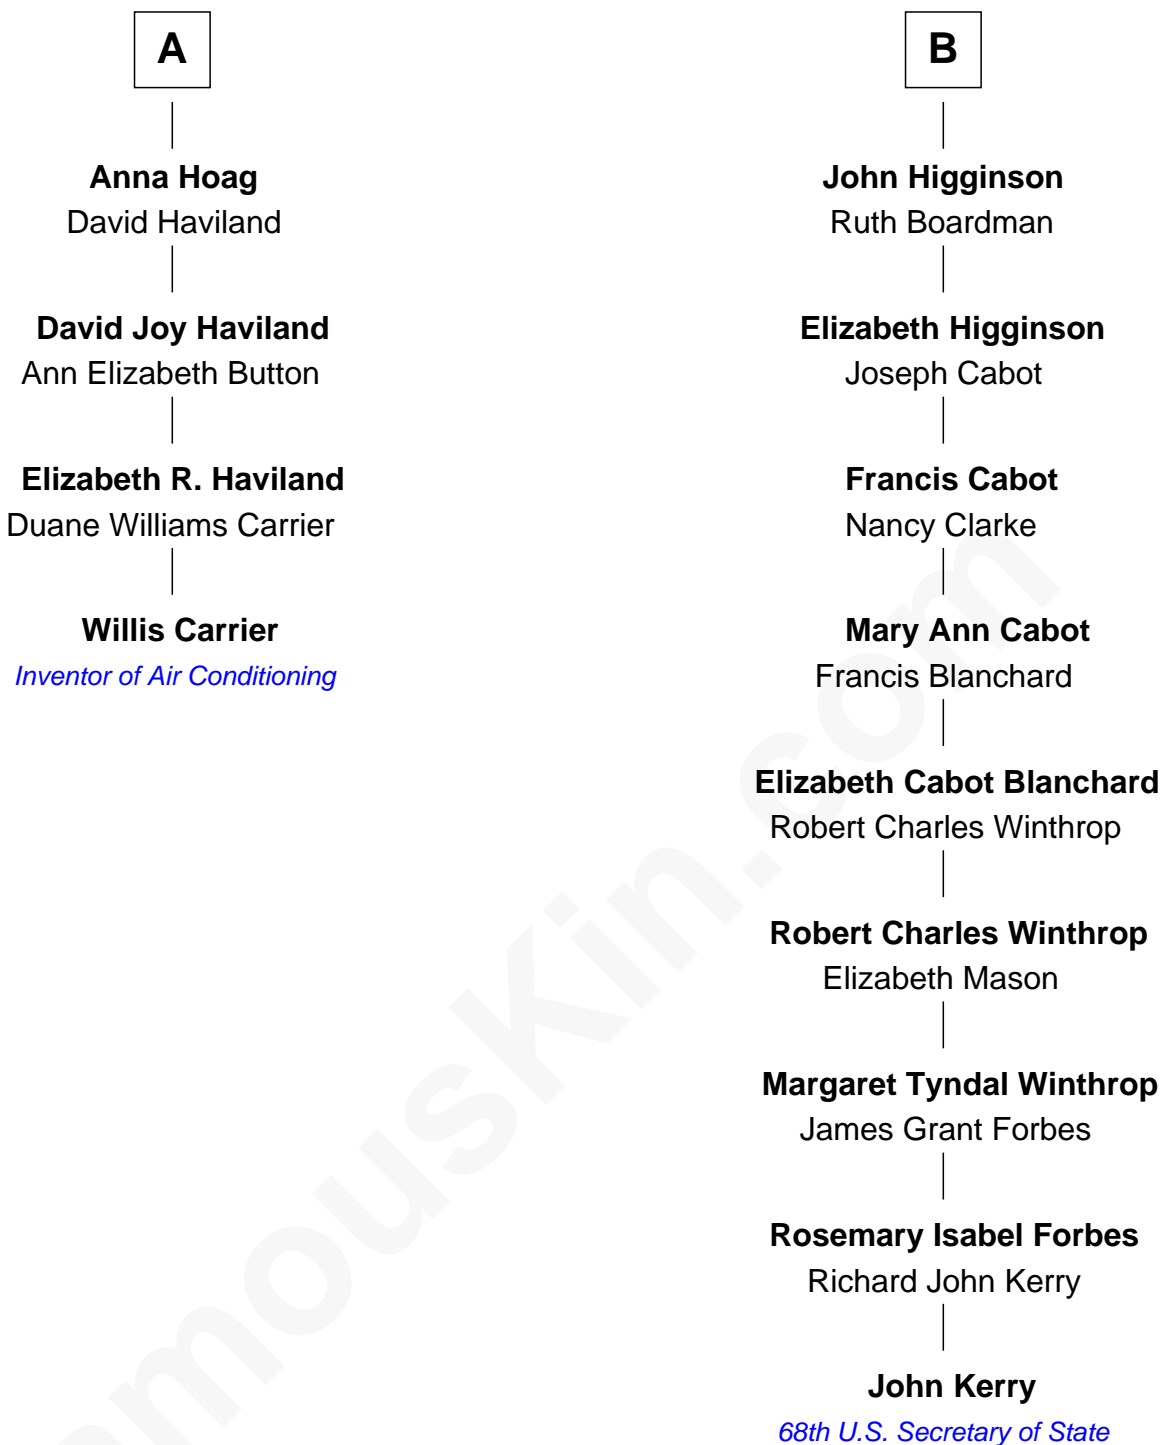 A
Anna Hoag
David Haviland
David Joy Haviland
Ann Elizabeth Button
Elizabeth R. Haviland
Duane Williams Carrier
Willis Carrier
Inventor of Air Conditioning
B
John Higginson
Ruth Boardman
Elizabeth Higginson
Joseph Cabot
Francis Cabot
Nancy Clarke
Mary Ann Cabot
Francis Blanchard
Elizabeth Cabot Blanchard
Robert Charles Winthrop
Robert Charles Winthrop
Elizabeth Mason
Margaret Tyndal Winthrop
James Grant Forbes
Rosemary Isabel Forbes
Richard John Kerry
John Kerry
68th U.S. Secretary of State
amousKin.com